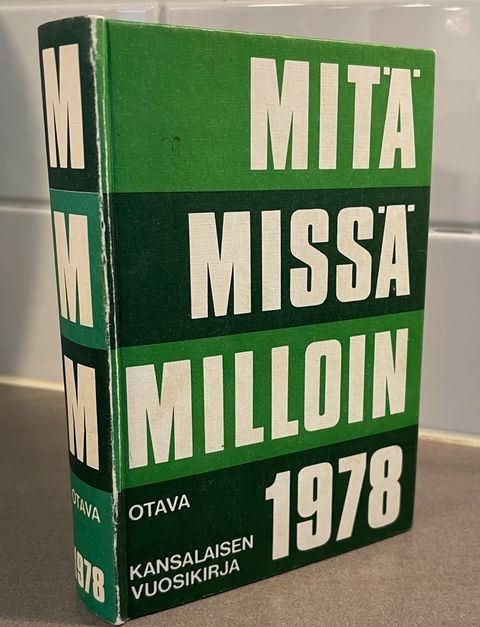 M
M
M
OTAVA
1978
MITÄ
MISSÄ
MILLOIN
1978
OTAVA
KANSALAISEN
VUOSIKIRJA